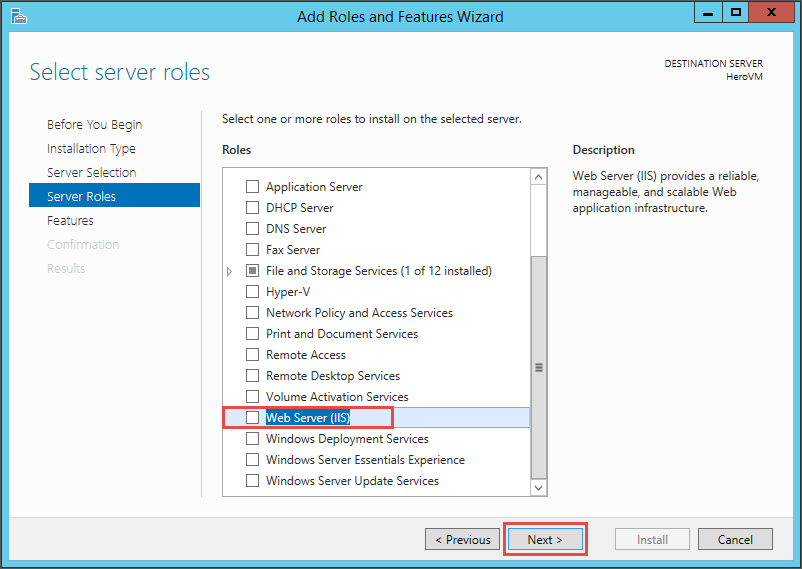 Add Roles and Features Wizard
Select server roles
DESTINATION SERVER
HeroVM
Before You Begin
Installation Type
Server Selection
Server Roles
Features
Confirmation
Results
Select one or more roles to install on the selected server.
Roles
Application Server
DHCP Server
DNS Server
Fax Server
File and Storage Services (1 of 12 installed)
Hyper-V
Network Policy and Access Services
Print and Document Services
Remote Access
Remote Desktop Services
Volume Activation Services
Web Server (IIS)
Windows Deployment Services
Windows Server Essentials Experience
Windows Server Update Services
Description
Web Server (IIS) provides a reliable,
manageable, and scalable Web
application infrastructure.
< Previous
Next >
Install
Cancel